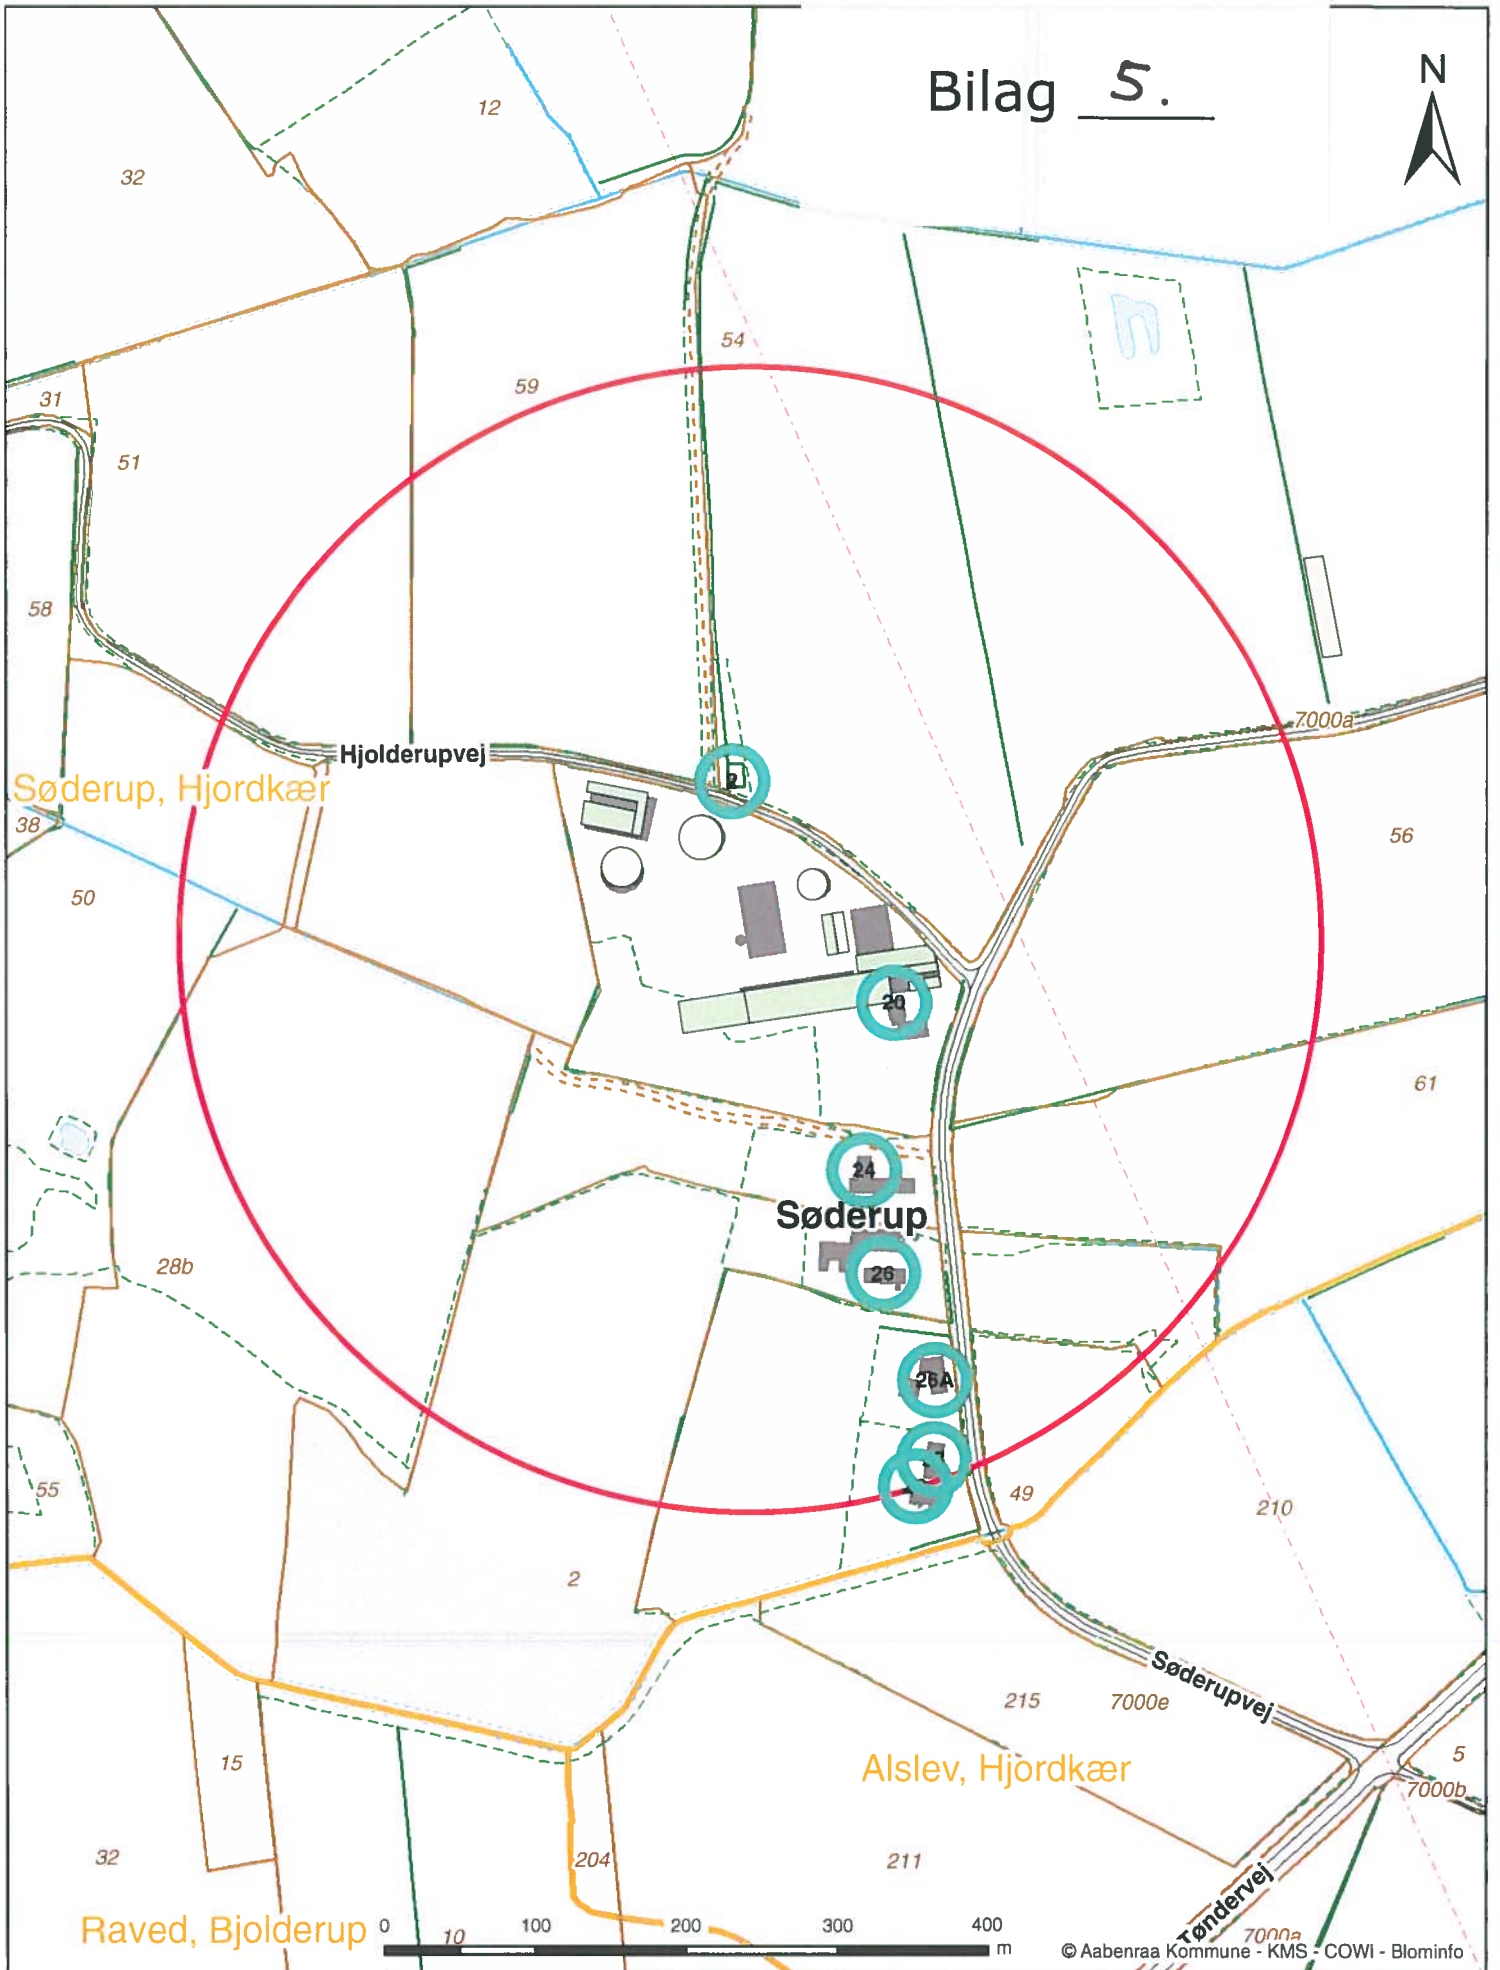 Bilag 5.
N
12
32
54
59
31
51
58
7000a
Hjolderupvej
2
Søderup, Hjordkær
38
56
50
20
61
24
Søderup
28b
26
26A
55
49
210
2
Søderupvej
215
7000e
15
Alslev, Hjordkær
5
7000b
32
204
211
Tøndervej
Raved, Bjolderup
10
7000a
0 100 200 300 400 m
© Aabenraa Kommune - KMS - COWI - Blominfo